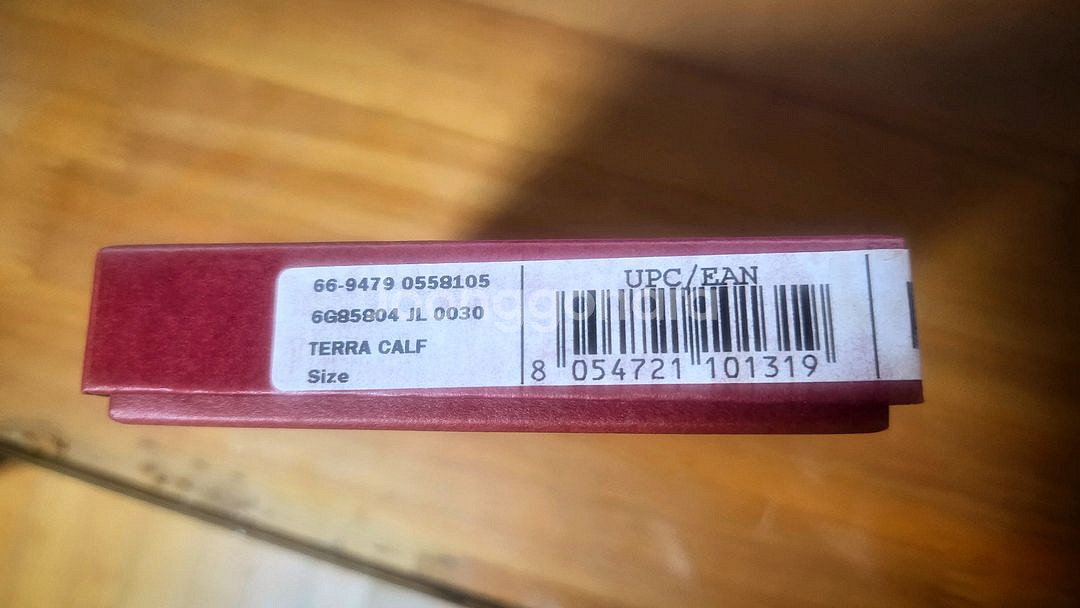 66-9479 0558105
6G85804 JL 0030
TERRA CALF
Size
UPC/EAN
8 054721 101319